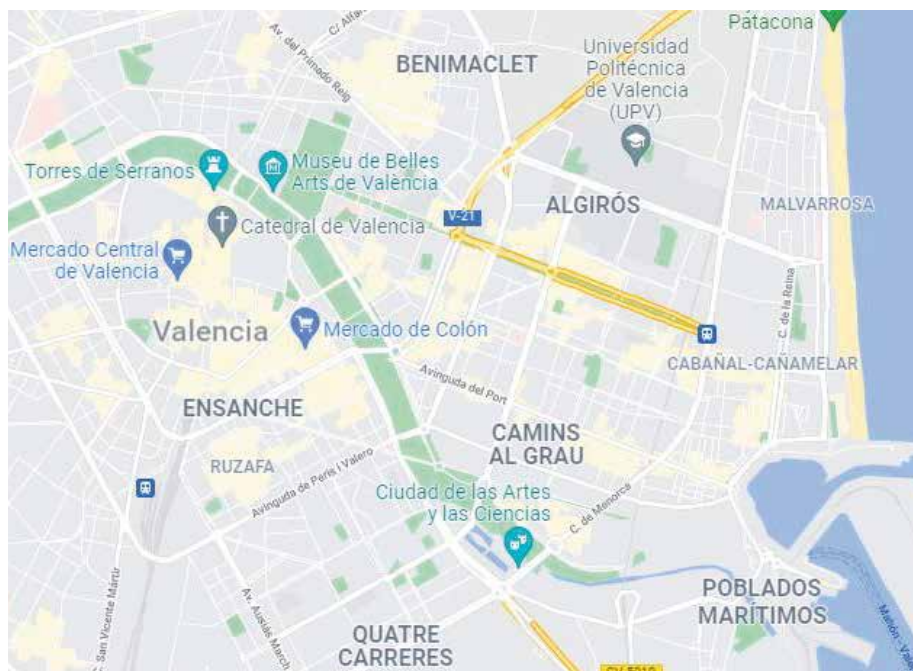 Patacona
C/ Alfa
Av. del Primado Reig
BENIMACLET
Universidad
Politécnica
de Valencia
(UPV)
Torres de Serranos
Museu de Belles
Arts de València
ALGIRÓS
MALVARROSA
V-21
Catedral de Valencia
Mercado Central
de Valencia
C. de la Reina
Valencia
Mercado de Colón
CABAÑAL-CAÑAMELAR
Avinguda del Port
ENSANCHE
CAMINS
AL GRAU
RUZAFA
Avinguda de Peris i Valero
Ciudad de las Artes
y las Ciencias
C. de Menorca
San Vicente Mártir
Av. Ausiàs March
POBLADOS
MARÍTIMOS
Mahón - Va
QUATRE
CARRERES